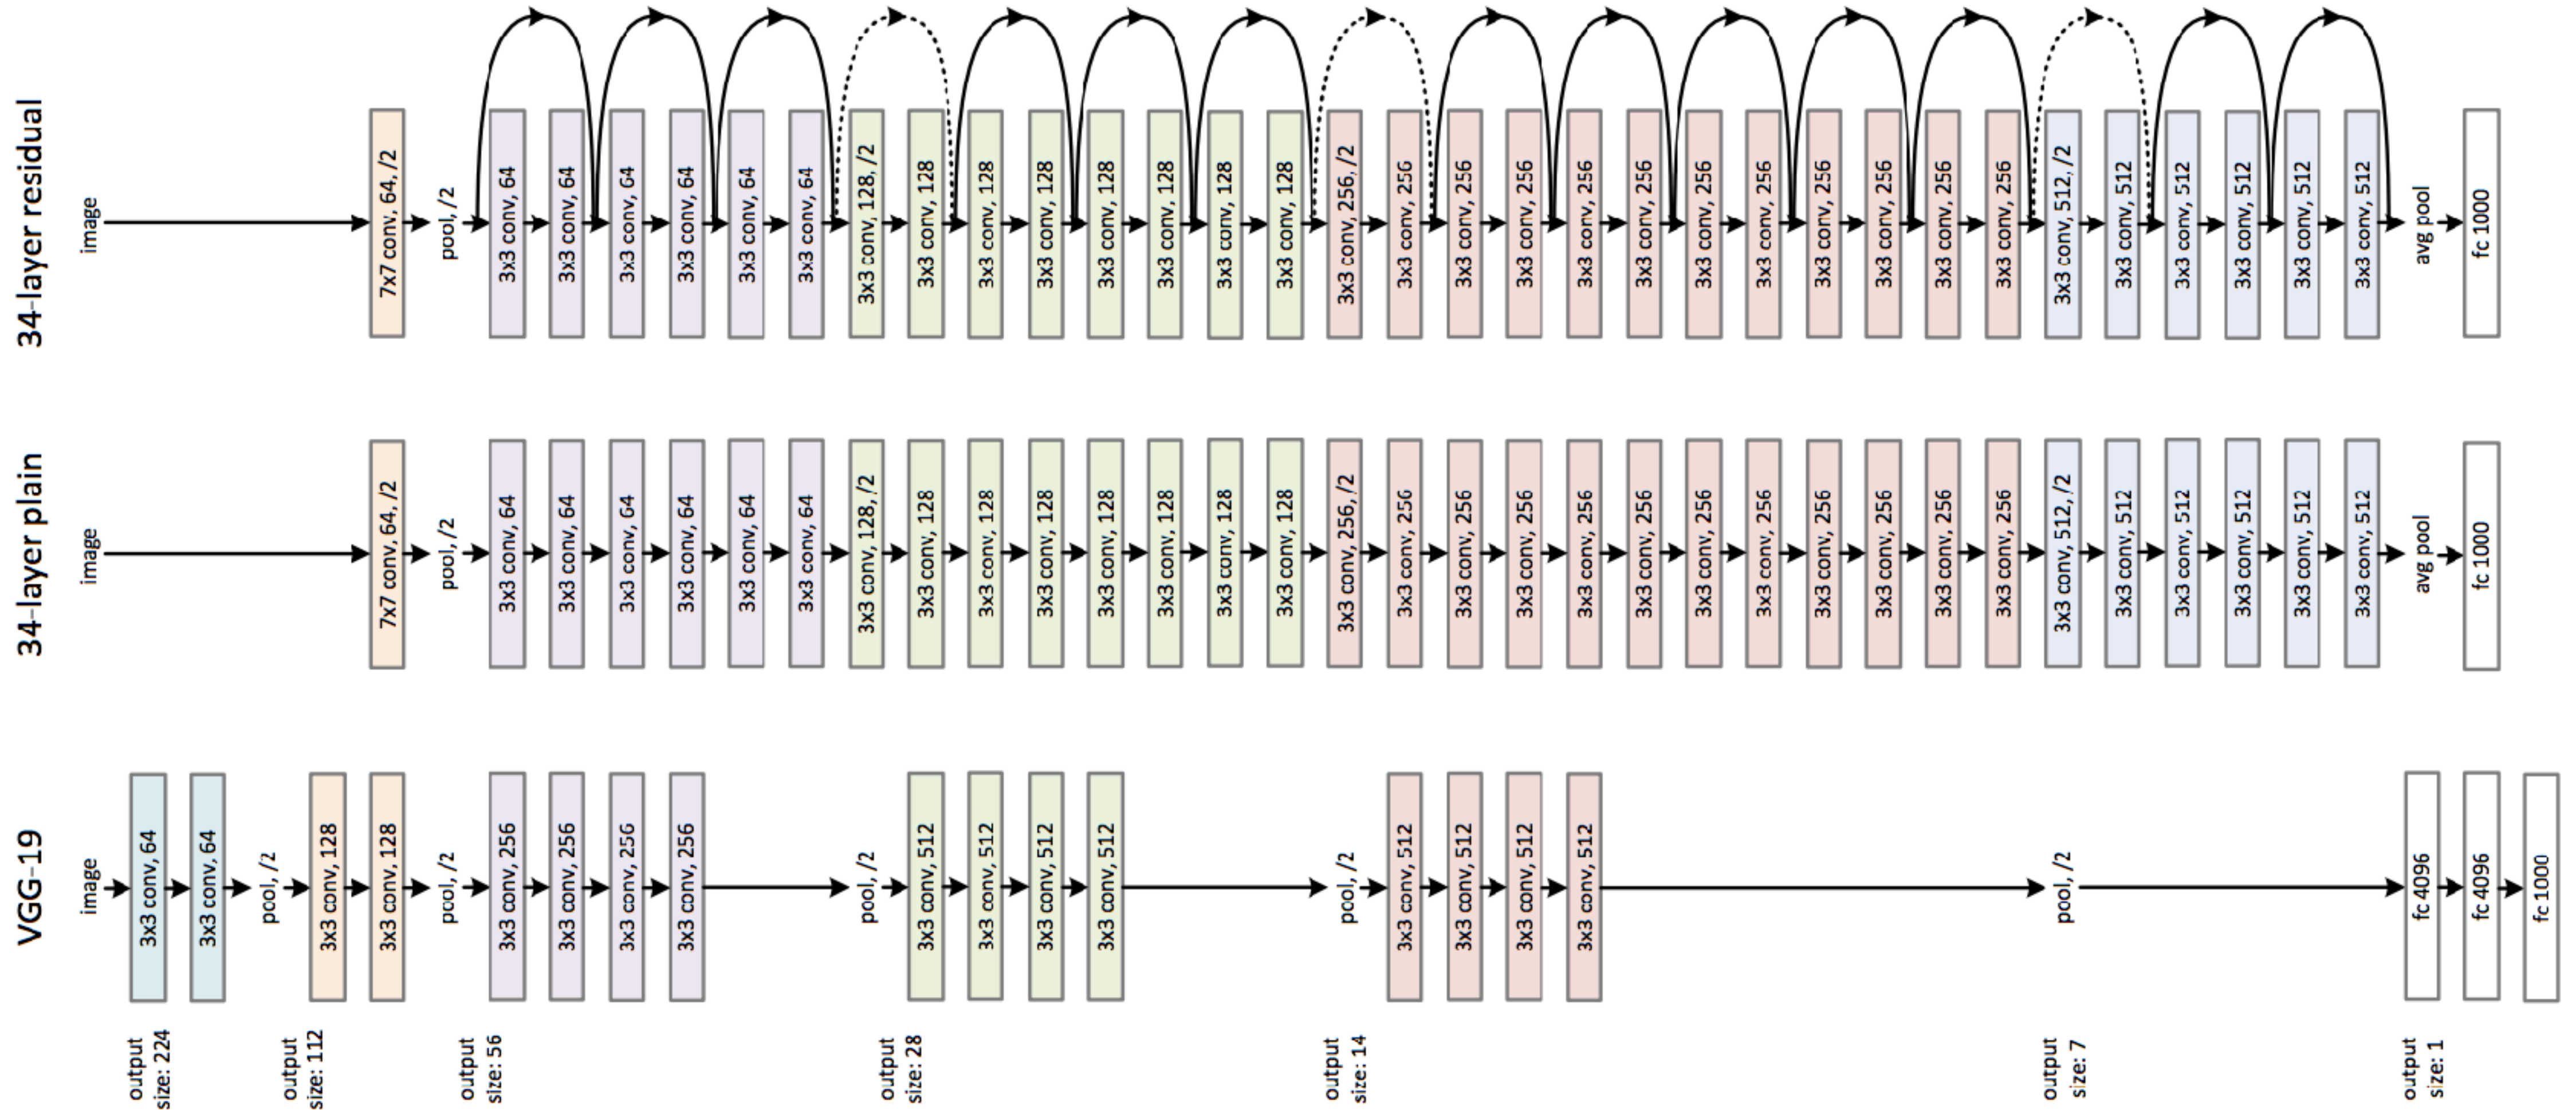 VGG-19
image
3x3 conv, 64
3x3 conv, 64
pool, /2
3x3 conv, 128
3x3 conv, 128
pool, /2
3x3 conv, 256
3x3 conv, 256
3x3 conv, 256
3x3 conv, 256
pool, /2
3x3 conv, 512
3x3 conv, 512
3x3 conv, 512
3x3 conv, 512
pool, /2
3x3 conv, 512
3x3 conv, 512
3x3 conv, 512
3x3 conv, 512
pool, /2
fc 4096
fc 4096
fc 1000
output
size: 224
output
size: 112
output
size: 56
output
size: 28
output
size: 14
output
size: 7
output
size: 1
34-layer plain
image
7x7 conv, 64, /2
pool, /2
3x3 conv, 64
3x3 conv, 64
3x3 conv, 64
3x3 conv, 64
3x3 conv, 64
3x3 conv, 64
3x3 conv, 128, /2
3x3 conv, 128
3x3 conv, 128
3x3 conv, 128
3x3 conv, 128
3x3 conv, 128
3x3 conv, 128
3x3 conv, 128
3x3 conv, 256, /2
3x3 conv, 256
3x3 conv, 256
3x3 conv, 256
3x3 conv, 256
3x3 conv, 256
3x3 conv, 256
3x3 conv, 256
3x3 conv, 256
3x3 conv, 256
3x3 conv, 256
3x3 conv, 256
3x3 conv, 512, /2
3x3 conv, 512
3x3 conv, 512
3x3 conv, 512
3x3 conv, 512
3x3 conv, 512
avg pool
fc 1000
34-layer residual
image
7x7 conv, 64, /2
pool, /2
3x3 conv, 64
3x3 conv, 64
3x3 conv, 64
3x3 conv, 64
3x3 conv, 64
3x3 conv, 64
3x3 conv, 128, /2
3x3 conv, 128
3x3 conv, 128
3x3 conv, 128
3x3 conv, 128
3x3 conv, 128
3x3 conv, 128
3x3 conv, 128
3x3 conv, 256, /2
3x3 conv, 256
3x3 conv, 256
3x3 conv, 256
3x3 conv, 256
3x3 conv, 256
3x3 conv, 256
3x3 conv, 256
3x3 conv, 256
3x3 conv, 256
3x3 conv, 256
3x3 conv, 256
3x3 conv, 512, /2
3x3 conv, 512
3x3 conv, 512
3x3 conv, 512
3x3 conv, 512
3x3 conv, 512
avg pool
fc 1000